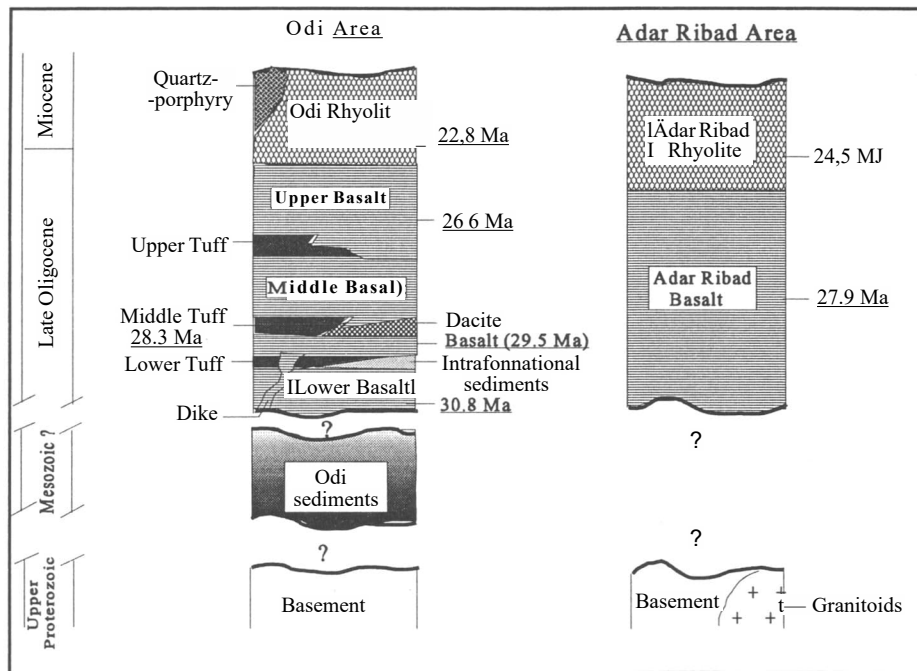 Odi Area
Adar Ribad Area
Miocene
Late Oligocene
Mesozoic ?
Upper
Proterozoic
Quartz-
-porphyry
Odi Rhyolit
22,8 Ma
Upper Basalt
26 6 Ma
Upper Tuff
Middle Basal)
Middle Tuff
28.3 Ma
Dacite
Basalt (29.5 Ma)
Lower Tuff
Intrafonnational
sediments
ILower Basaltl
30.8 Ma
Dike
?
Odi
sediments
?
Basement
lÄdar Ribad
I Rhyolite
24,5 MJ
Adar Ribad
Basalt
27.9 Ma
?
?
Basement
t
Granitoids